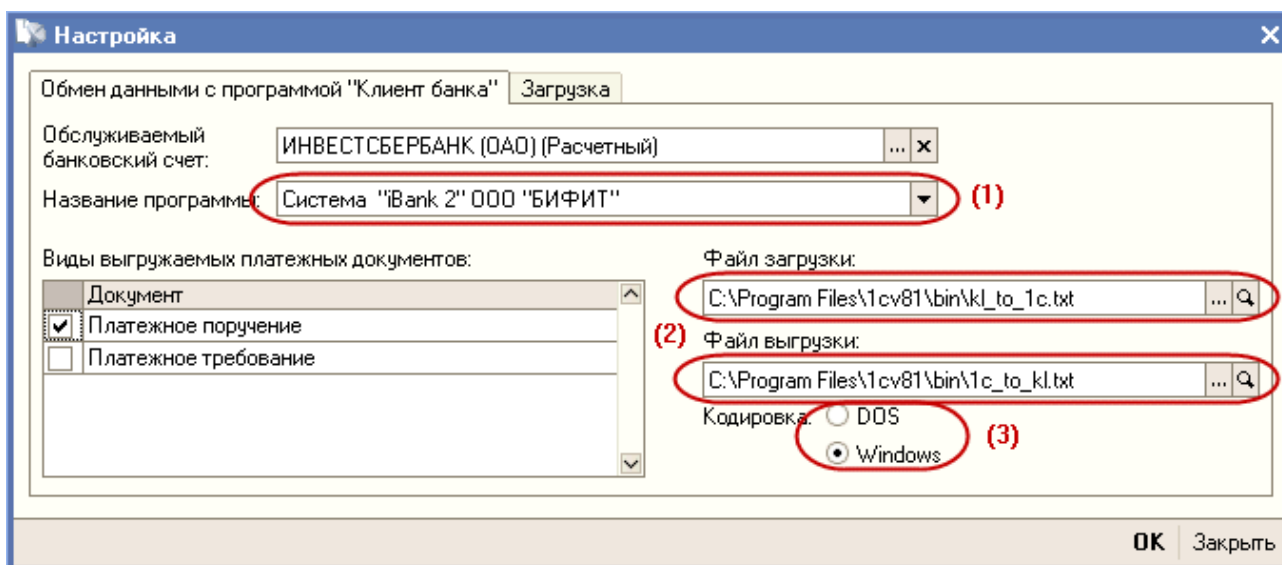 Настройка
Обмен данными с программой "Клиент банка"
Загрузка
Обслуживаемый
банковский счет:
ИНВЕСТСБЕРБАНК (ОАО) (Расчетный)
Название программы:
Система "iBank 2" ООО "БИФИТ"
(1)
Виды выгружаемых платежных документов:
Документ
Платежное поручение
Платежное требование
(2)
Файл загрузки:
C:\Program Files\1cv81\bin\kl_to_1c.txt
Файл выгрузки:
C:\Program Files\1cv81\bin\1c_to_kl.txt
Кодировка:
DOS
Windows
(3)
OK
Закрыть